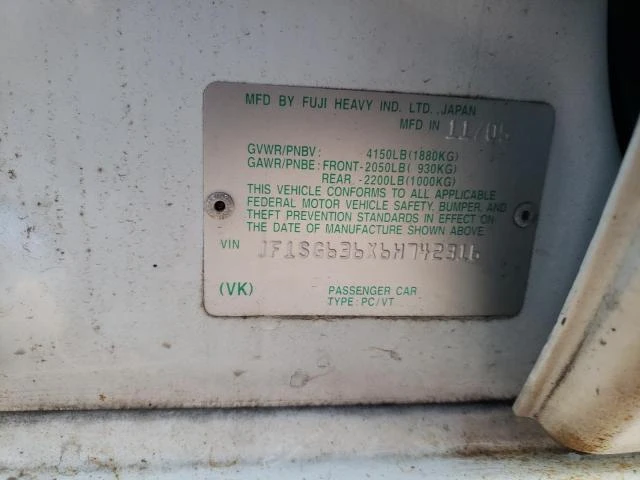 MFD BY FUJI HEAVY IND. LTD., JAPAN
MFD IN 11/05
GVWR/PNBV: 4150LB(1880KG)
GAWR/PNBE: FRONT-2050LB( 930KG)
REAR. -2200LB(1000KG)
THIS VEHICLE CONFORMS TO ALL APPLICABLE
FEDERAL MOTOR VEHICLE SAFETY, BUMPER, AND
THEFT PREVENTION STANDARDS IN EFFECT ON
THE DATE OF MANUFACTURE SHOWN ABOVE.
VIN JF1SG636X6H742316
(VK) PASSENGER CAR
TYPE: PC/VT